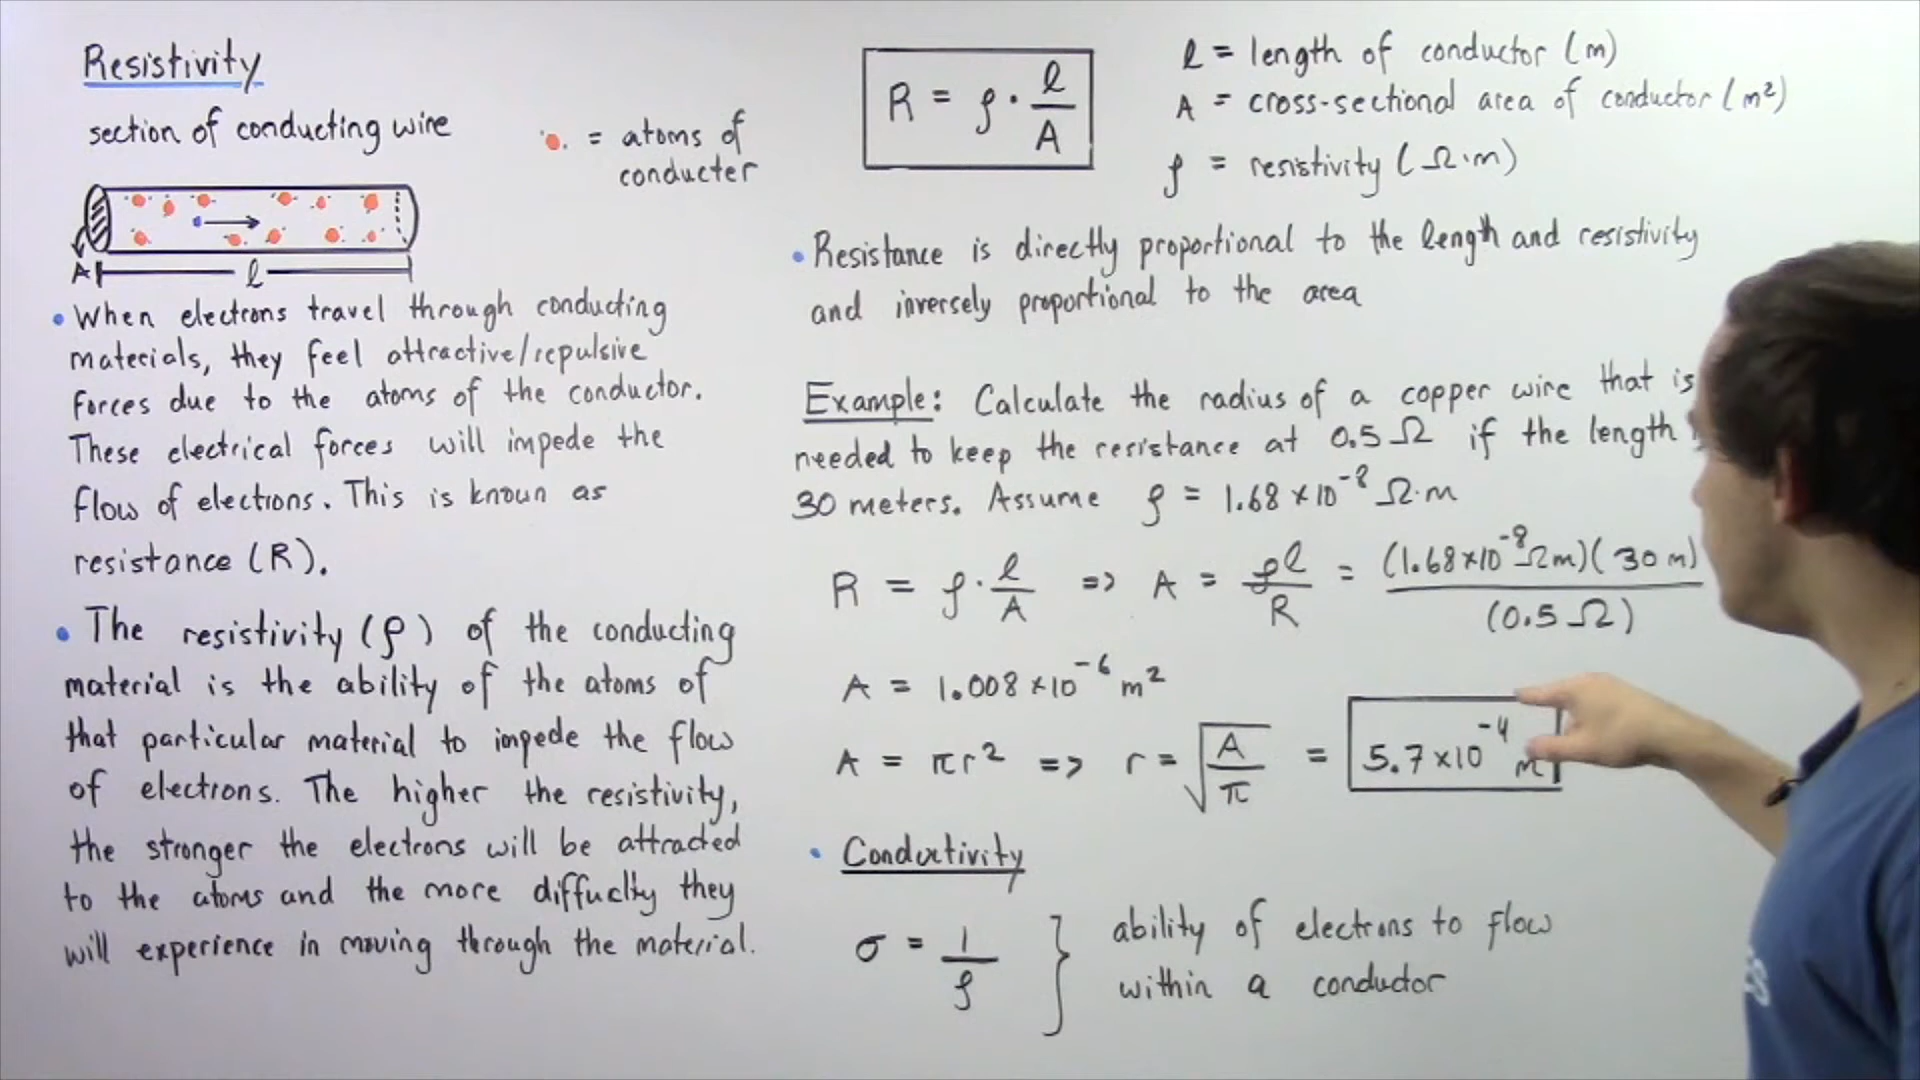 Resistivity
section of conducting wire
= atoms of
conducter
A
l
• When electrons travel through conducting
materials, they feel attractive/repulsive
forces due to the atoms of the conductor.
These electrical forces will impede the
flow of electrons. This is known as
resistance (R).
• The resistivity (ρ) of the conducting
material is the ability of the atoms of
that particular material to impede the flow
of electrons. The higher the resistivity,
the stronger the electrons will be attracted
to the atoms and the more diffuclty they
will experience in moving through the material.
R = ρ · l/A
l = length of conductor (m)
A = cross-sectional area of conductor (m²)
ρ = resistivity (Ω·m)
• Resistance is directly proportional to the length and resistivity
and inversely proportional to the area
Example: Calculate the radius of a copper wire that is
needed to keep the resistance at 0.5 Ω if the length
30 meters. Assume ρ = 1.68 × 10⁻⁸ Ω·m
R = ρ · l/A => A = ρl/R = (1.68×10⁻⁸ Ωm)(30 m)/(0.5 Ω)
A = 1.008 × 10⁻⁶ m²
A = πr² => r = √(A/π) = 5.7×10⁻⁴ m
• Conductivity
σ = 1/ρ } ability of electrons to flow
within a conductor